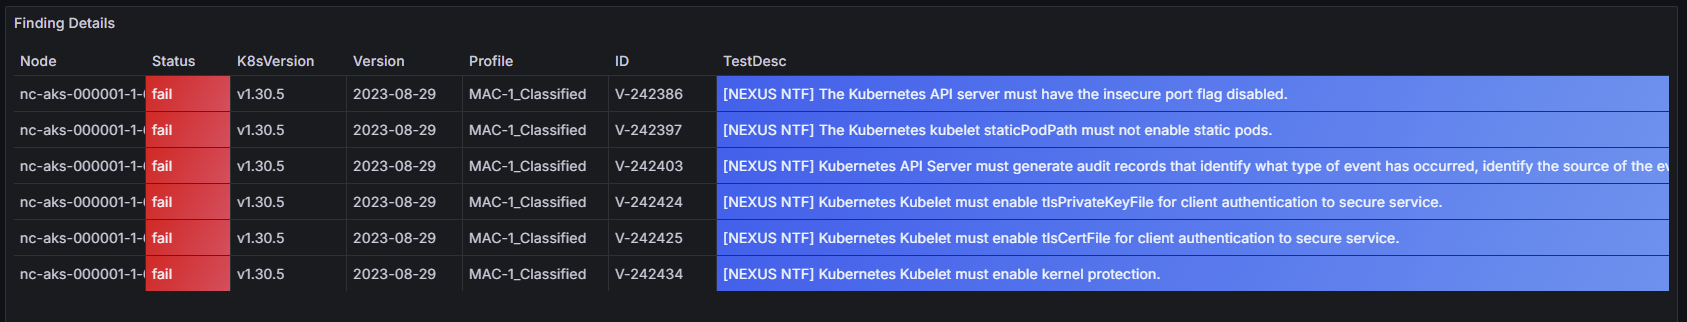 Finding Details
Node Status K8sVersion Version Profile ID TestDesc
nc-aks-000001-1- fail v1.30.5 2023-08-29 MAC-1_Classified V-242386 [NEXUS NTF] The Kubernetes API server must have the insecure port flag disabled.
nc-aks-000001-1- fail v1.30.5 2023-08-29 MAC-1_Classified V-242397 [NEXUS NTF] The Kubernetes kubelet staticPodPath must not enable static pods.
nc-aks-000001-1- fail v1.30.5 2023-08-29 MAC-1_Classified V-242403 [NEXUS NTF] Kubernetes API Server must generate audit records that identify what type of event has occurred, identify the source of the
nc-aks-000001-1- fail v1.30.5 2023-08-29 MAC-1_Classified V-242424 [NEXUS NTF] Kubernetes Kubelet must enable tlsPrivateKeyFile for client authentication to secure service.
nc-aks-000001-1- fail v1.30.5 2023-08-29 MAC-1_Classified V-242425 [NEXUS NTF] Kubernetes Kubelet must enable tlsCertFile for client authentication to secure service.
nc-aks-000001-1- fail v1.30.5 2023-08-29 MAC-1_Classified V-242434 [NEXUS NTF] Kubernetes Kubelet must enable kernel protection.